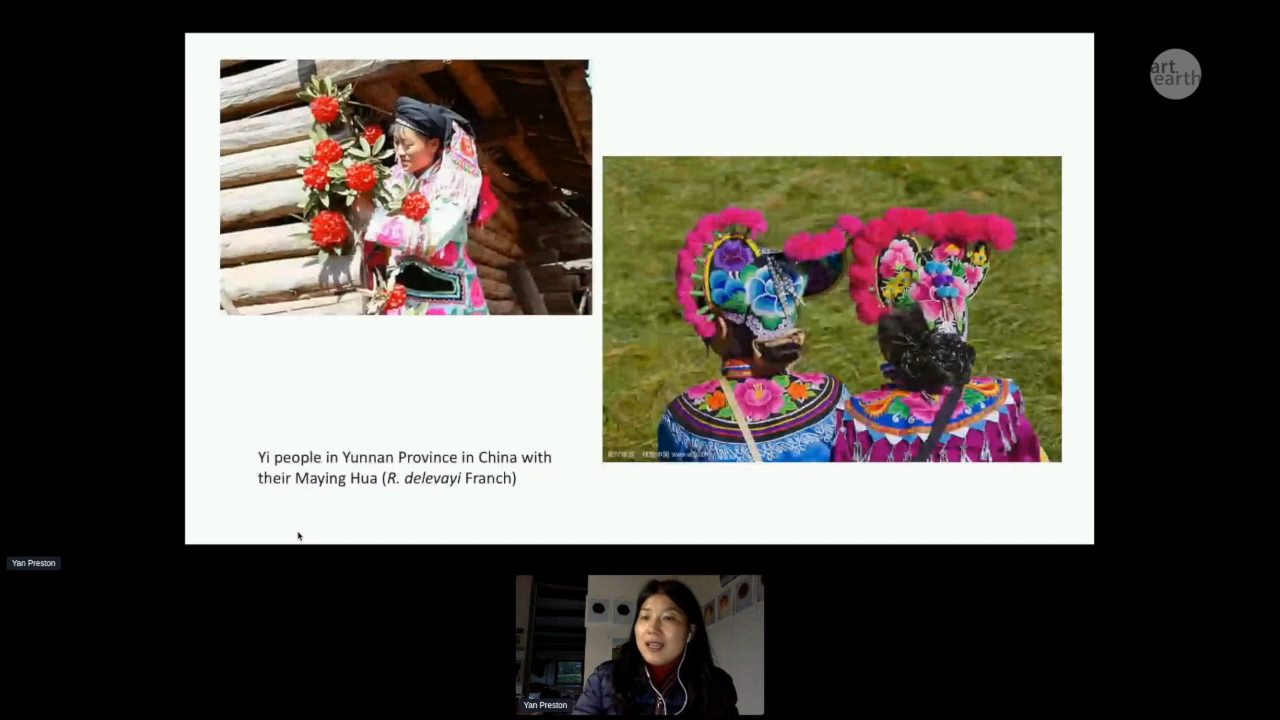 art
earth
Yi people in Yunnan Province in China with
their Maying Hua (R. delevayi Franch)
Yan Preston
Yan Preston